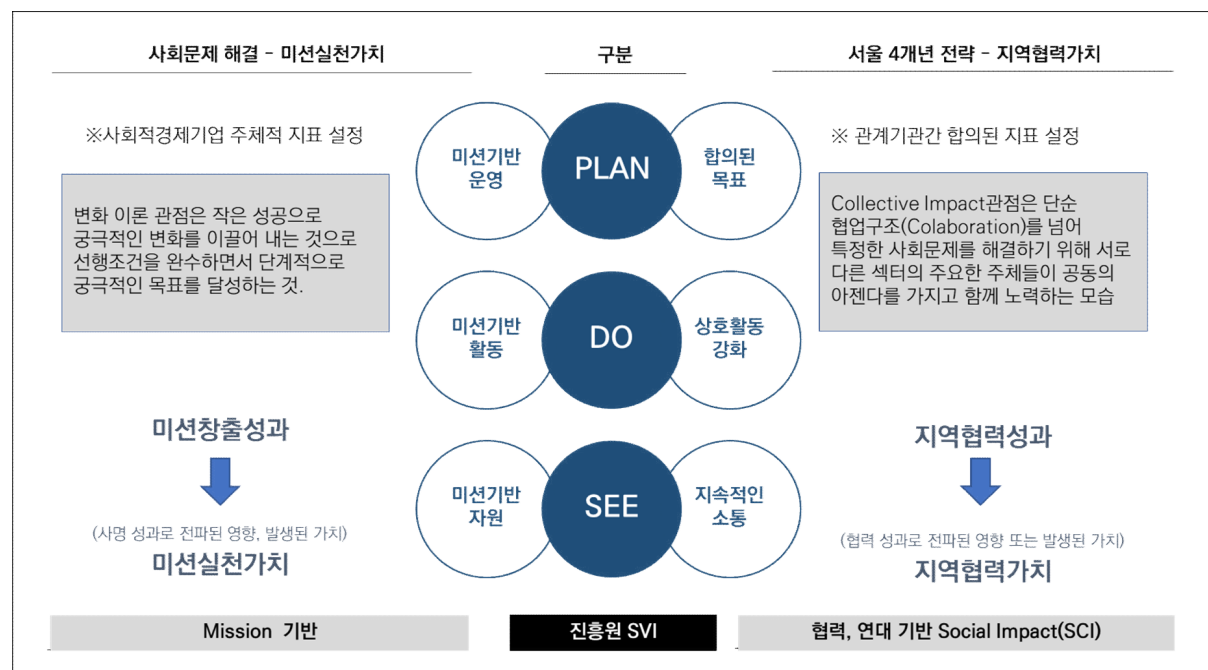 사회문제 해결 - 미션실천가치
구분
서울 4개년 전략 - 지역협력가치
※사회적경제기업 주체적 지표 설정
※ 관계기관간 합의된 지표 설정
미션기반
운영
PLAN
합의된
목표
변화 이론 관점은 작은 성공으로
궁극적인 변화를 이끌어 내는 것으로
선행조건을 완수하면서 단계적으로
궁극적인 목표를 달성하는 것.
Collective Impact관점은 단순
협업구조(Colaboration)를 넘어
특정한 사회문제를 해결하기 위해 서로
다른 섹터의 주요한 주체들이 공동의
아젠다를 가지고 함께 노력하는 모습
미션기반
활동
DO
상호활동
강화
미션창출성과
지역협력성과
미션기반
자원
SEE
지속적인
소통
(사명 성과로 전파된 영향, 발생된 가치)
미션실천가치
(협력 성과로 전파된 영향 또는 발생된 가치)
지역협력가치
Mission 기반
진흥원 SVI
협력, 연대 기반 Social Impact(SCI)